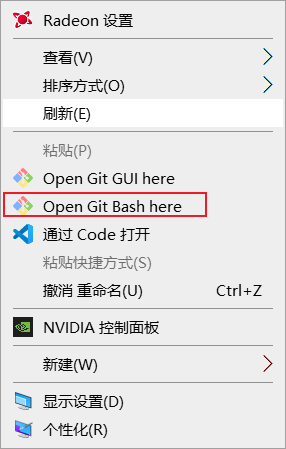 Radeon 设置
查看(V)
排序方式(O)
刷新(E)
粘贴(P)
Open Git GUI here
Open Git Bash here
通过 Code 打开
粘贴快捷方式(S)
撤消 重命名(U) Ctrl+Z
NVIDIA 控制面板
新建(W)
显示设置(D)
个性化(R)